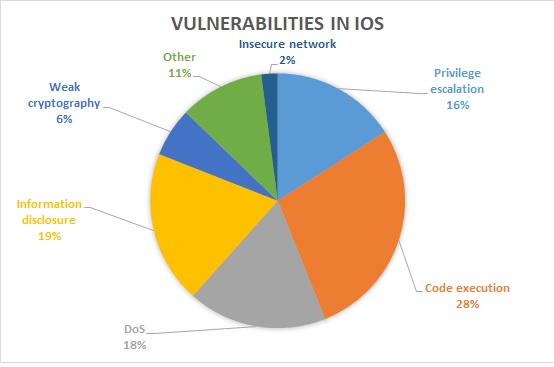 VULNERABILITIES IN IOS
Insecure network
2%
Privilege
escalation
16%
Code execution
28%
DoS
18%
Information
disclosure
19%
Weak
cryptography
6%
Other
11%